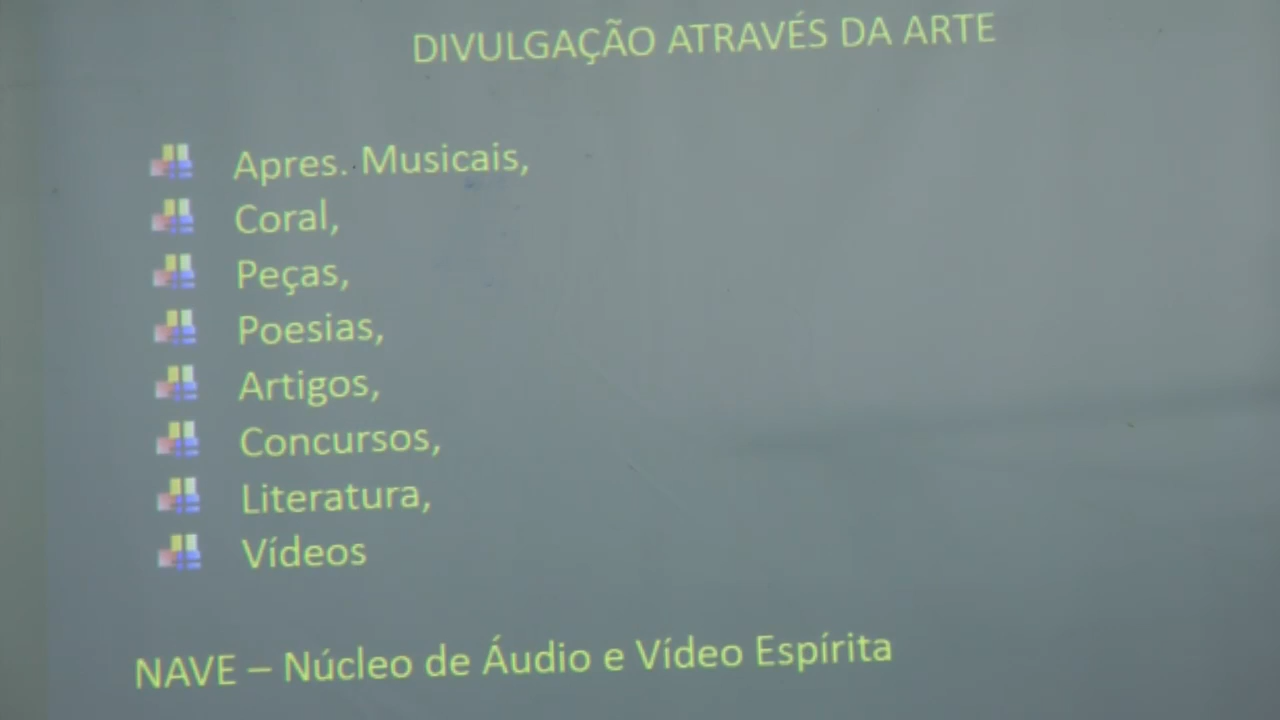 DIVULGAÇÃO ATRAVÉS DA ARTE
Apres. Musicais,
Coral,
Peças,
Poesias,
Artigos,
Concursos,
Literatura,
Vídeos
NAVE – Núcleo de Áudio e Vídeo Espírita